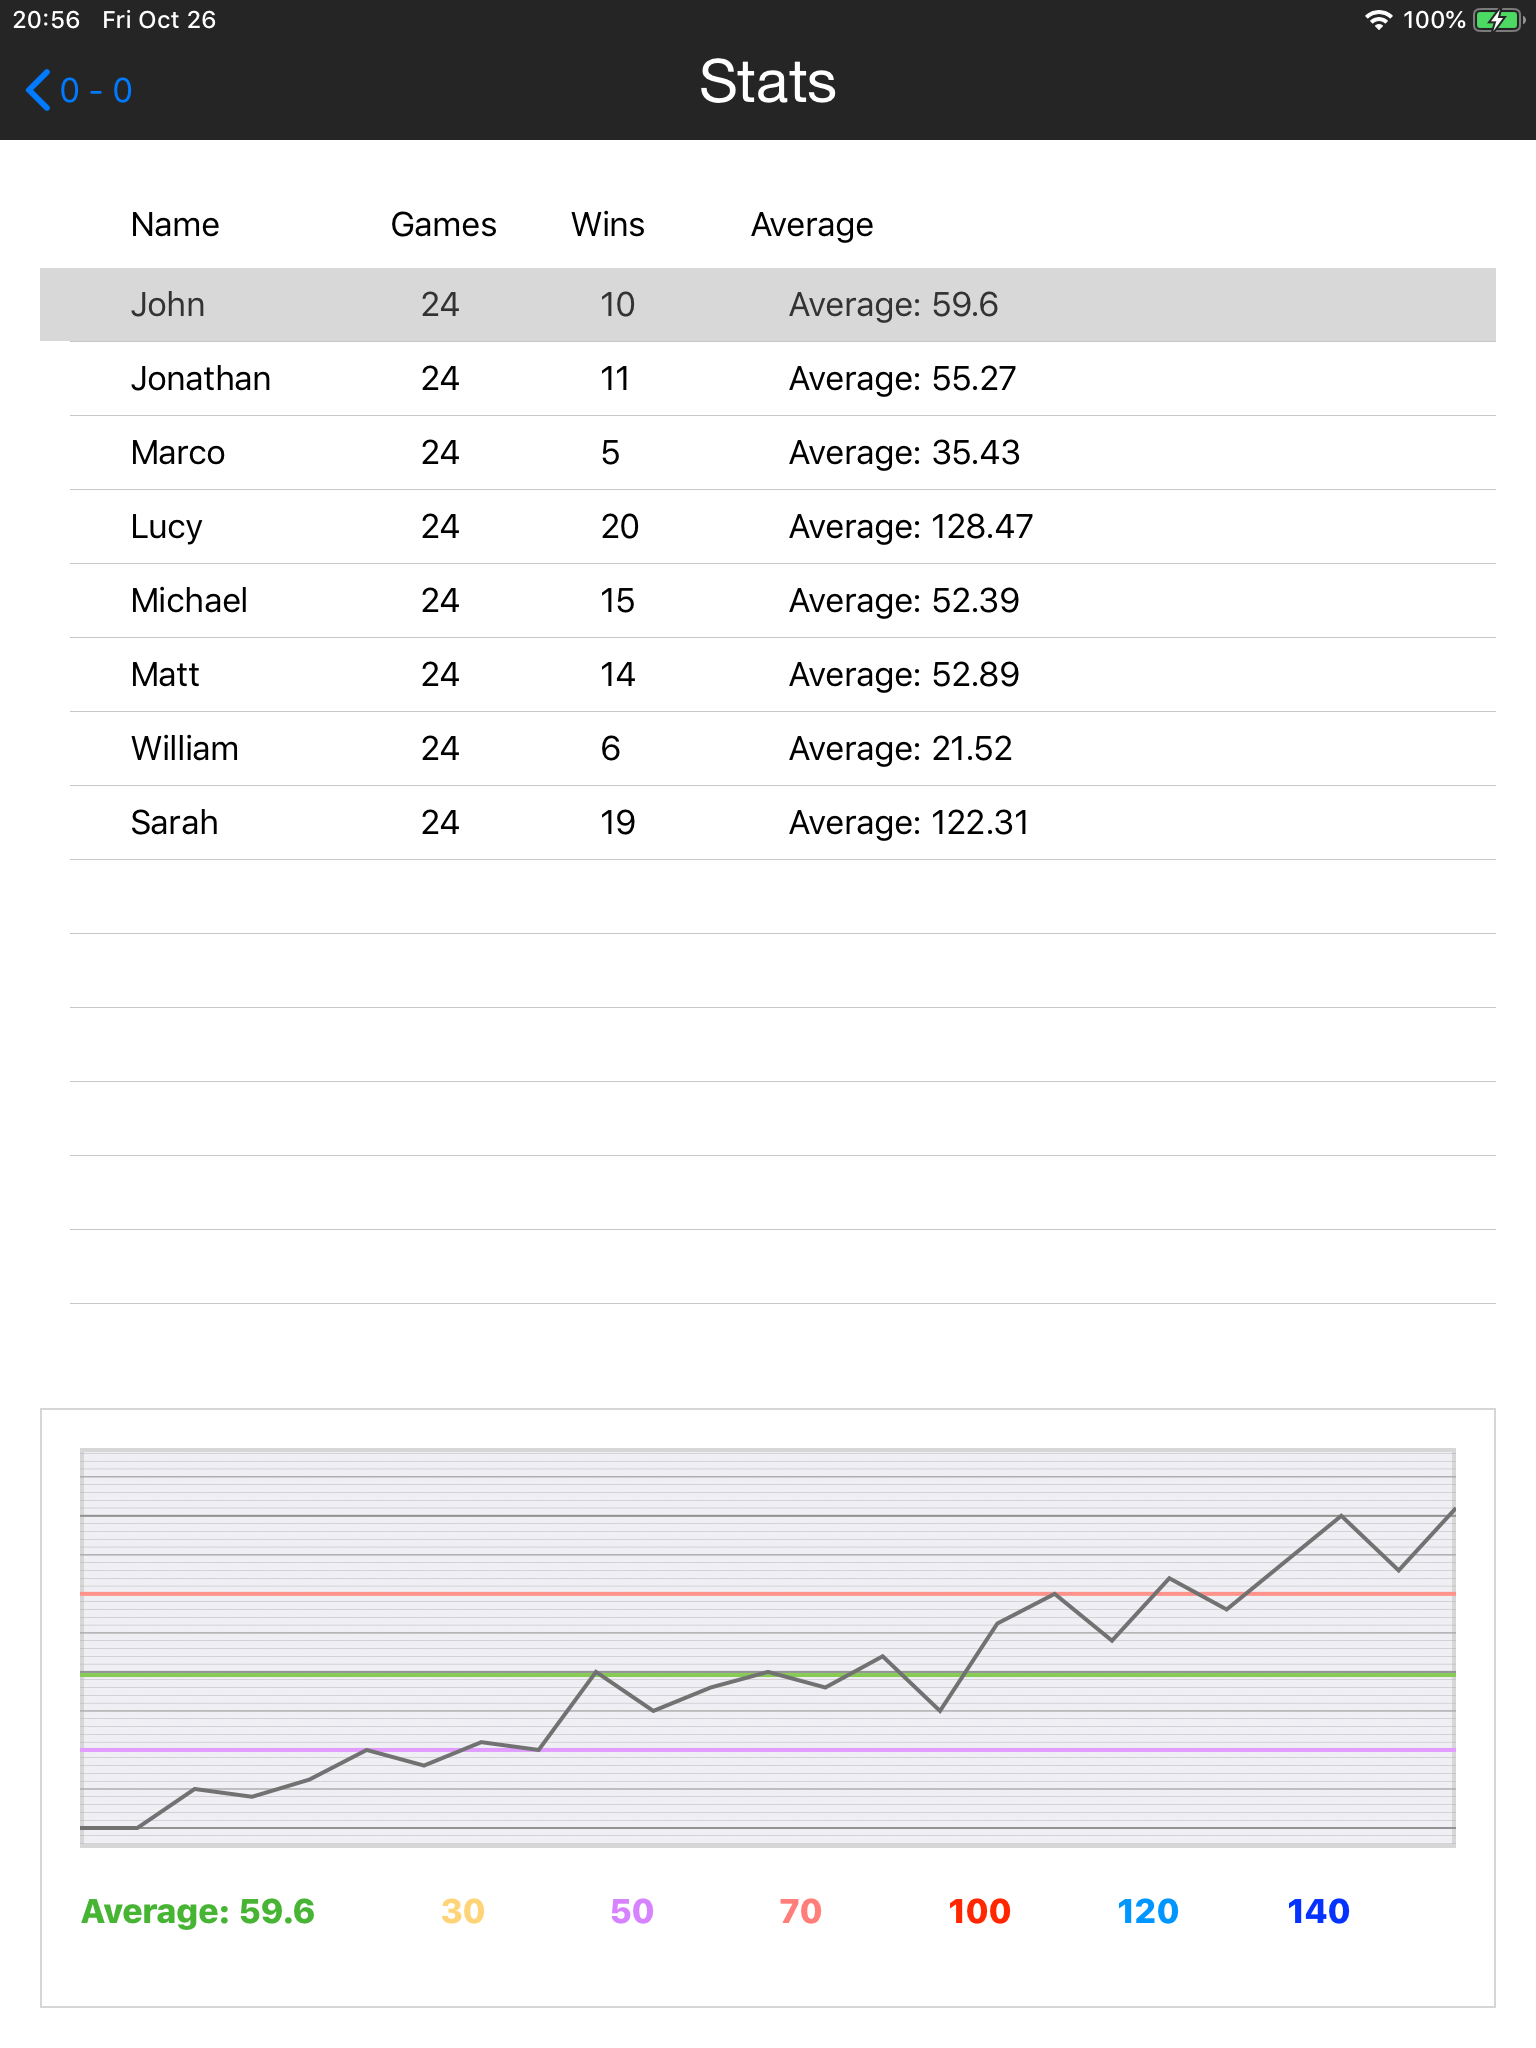 20:56 Fri Oct 26 100%
0 - 0 Stats
Name Games Wins Average
John 24 10 Average: 59.6
Jonathan 24 11 Average: 55.27
Marco 24 5 Average: 35.43
Lucy 24 20 Average: 128.47
Michael 24 15 Average: 52.39
Matt 24 14 Average: 52.89
William 24 6 Average: 21.52
Sarah 24 19 Average: 122.31
Average: 59.6 30 50 70 100 120 140